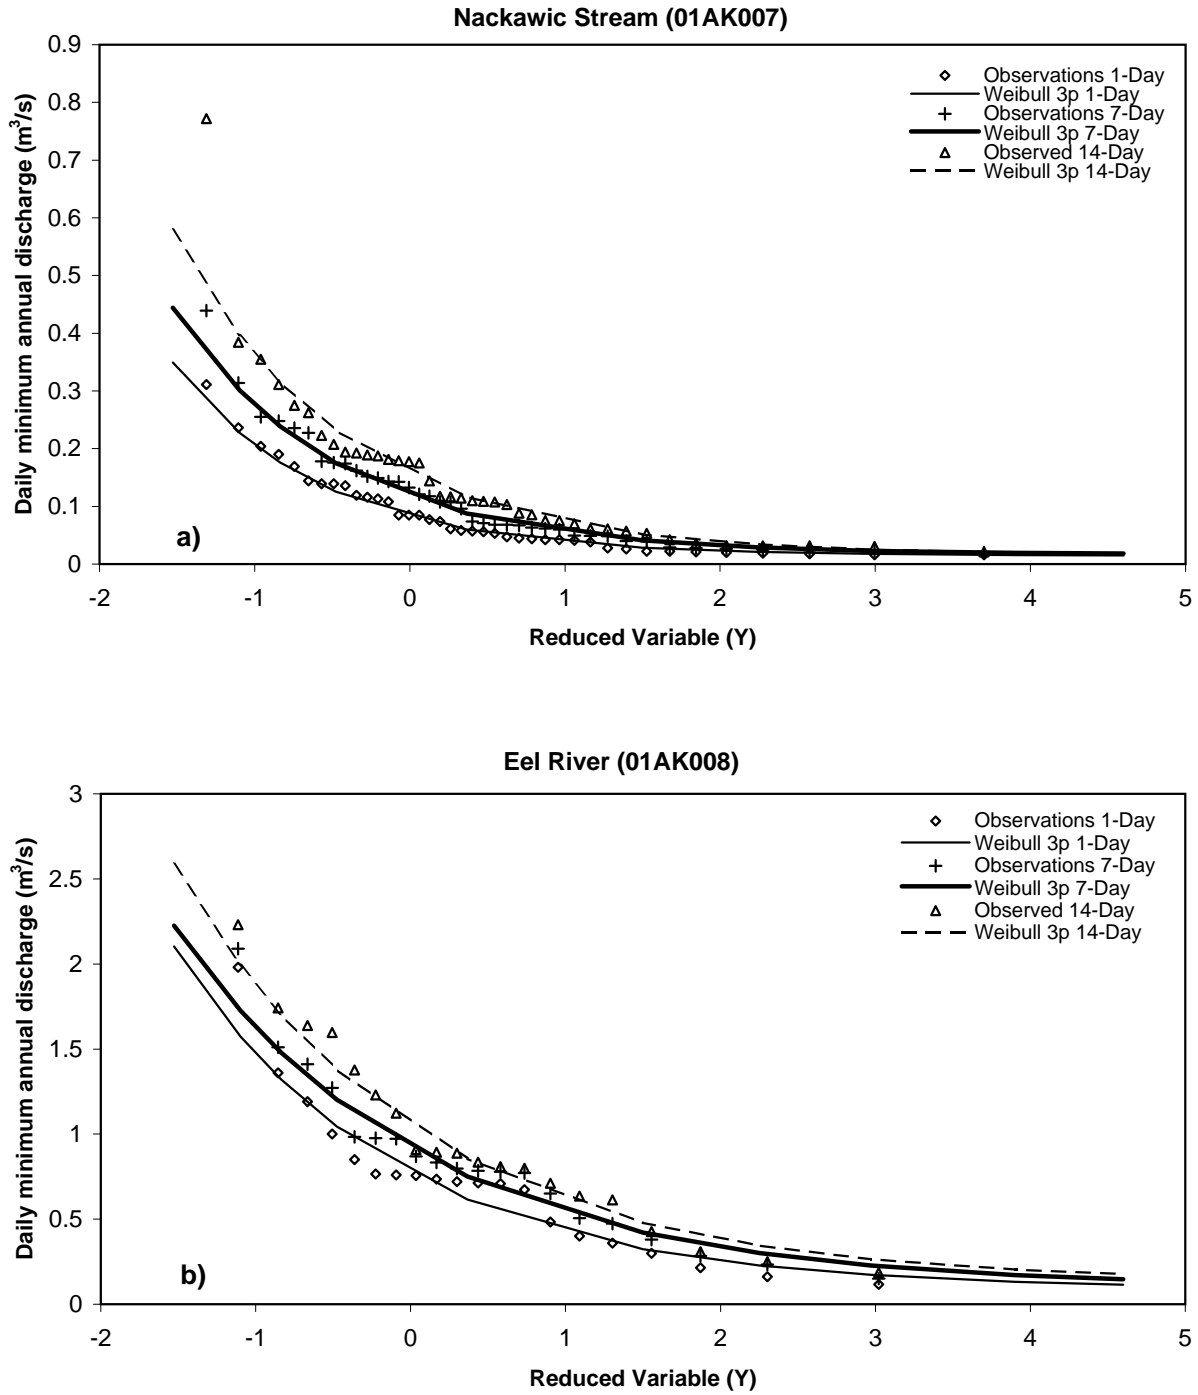 Nackawic Stream (01AK007)
Daily minimum annual discharge (m³/s)
0.9
0.8
0.7
0.6
0.5
0.4
0.3
0.2
0.1
0
Observations 1-Day
Weibull 3p 1-Day
Observations 7-Day
Weibull 3p 7-Day
Observed 14-Day
Weibull 3p 14-Day
a)
-2 -1 0 1 2 3 4 5
Reduced Variable (Y)
Eel River (01AK008)
Daily minimum annual discharge (m³/s)
3
2.5
2
1.5
1
0.5
0
Observations 1-Day
Weibull 3p 1-Day
Observations 7-Day
Weibull 3p 7-Day
Observed 14-Day
Weibull 3p 14-Day
b)
-2 -1 0 1 2 3 4 5
Reduced Variable (Y)